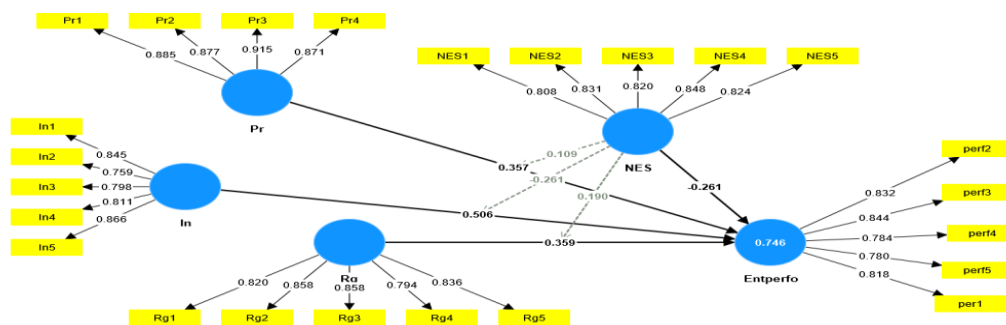 Pr1 Pr2 Pr3 Pr4
0.885 0.877 0.915 0.871
Pr
NES1 NES2 NES3 NES4 NES5
0.808 0.831 0.820 0.848 0.824
NES
In1
In2
In3
In4
In5
0.845
0.759
0.798
0.811
0.866
In
0.357
0.109
-0.261
0.190
-0.261
0.506
0.359
Rg
0.820 0.858 0.858 0.794 0.836
Rg1 Rg2 Rg3 Rg4 Rg5
0.746
Entperfo
0.832
0.844
0.784
0.780
0.818
perf2
perf3
perf4
perf5
per1